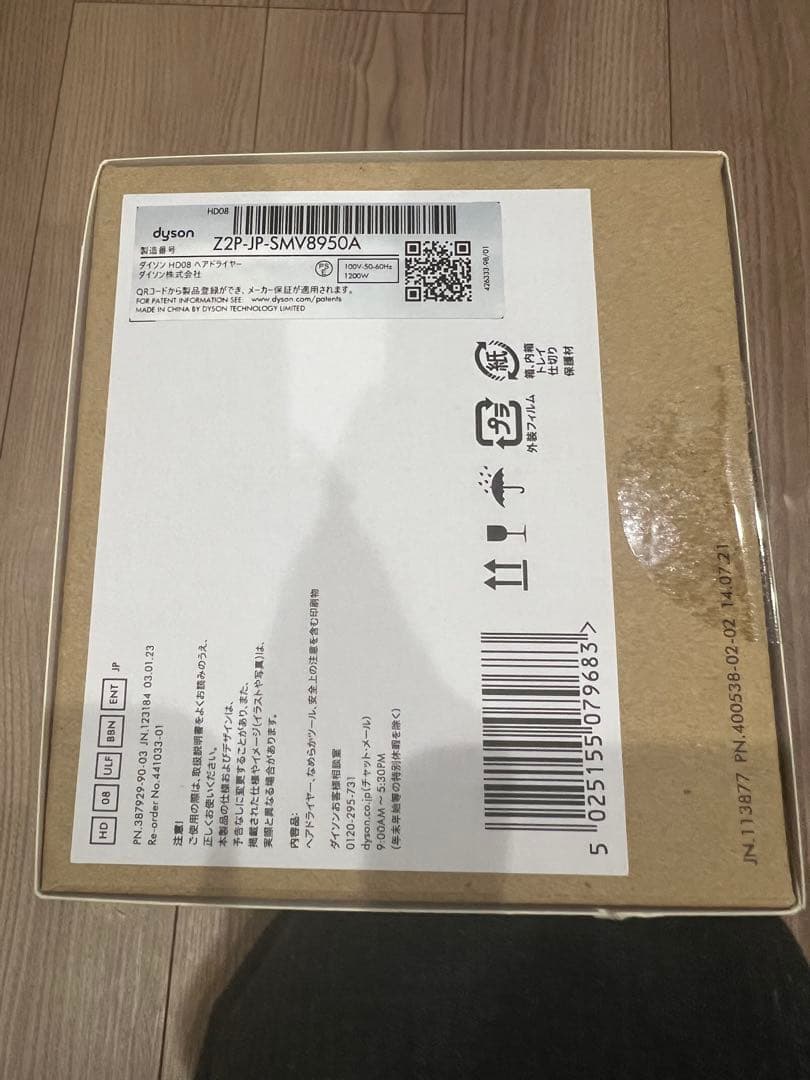 HD08
dyson
製造番号
Z2P-JP-SMV8950A
ダイソン HD08 ヘアドライヤー
ダイソン株式会社
PS E
100V-50-60Hz
1200W
QRコードから製品登録ができ、メーカー保証が適用されます。
FOR PATENT INFORMATION SEE: www.dyson.com/patents
MADE IN CHINA BY DYSON TECHNOLOGY LIMITED
426333-98/01
紙
箱、内箱
トレイ
仕切り
保護材
プラ
外装フィルム
HD 08 ULF BBN ENT JP
PN.387929-90-03 JN.123184 03.01.23
Re-order No.441033-01
注意!
ご使用の際は、取扱説明書をよくお読みのうえ、
正しくお使いください。
本製品の仕様およびデザインは、
予告なしに変更することがあり、また、
掲載された仕様やイメージ(イラストや写真)は、
実際と異なる場合があります。
内容品:
ヘアドライヤー、なめらかツール、安全上の注意を含む印刷物
ダイソンお客様相談室
0120-295-731
dyson.co.jp(チャット・メール)
9:00AM～5:30PM
(年末年始等の特別休暇を除く)
5 025155 079683 >
JN.113877 PN.400538-02-02 14.07.21